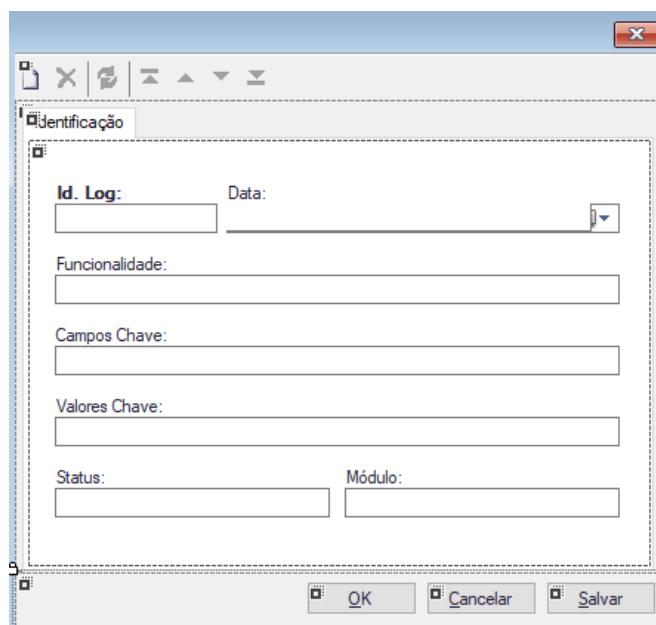 Identificação
Id. Log: Data:
Funcionalidade:
Campos Chave:
Valores Chave:
Status: Módulo:
OK Cancelar Salvar